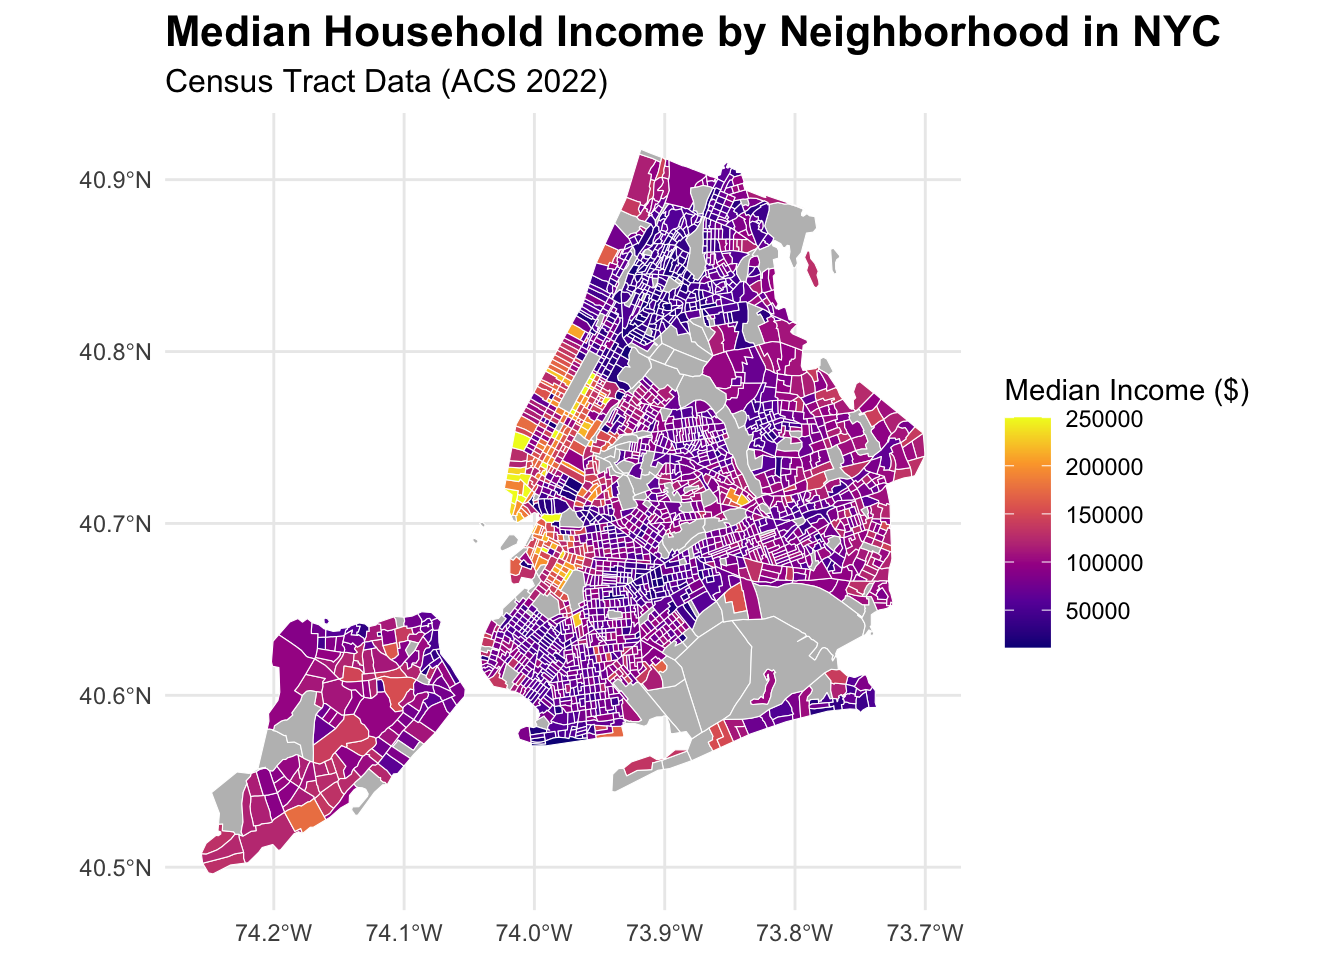 Median Household Income by Neighborhood in NYC
Census Tract Data (ACS 2022)
40.9°N
40.8°N
40.7°N
40.6°N
40.5°N
74.2°W
74.1°W
74.0°W
73.9°W
73.8°W
73.7°W
Median Income ($)
250000
200000
150000
100000
50000